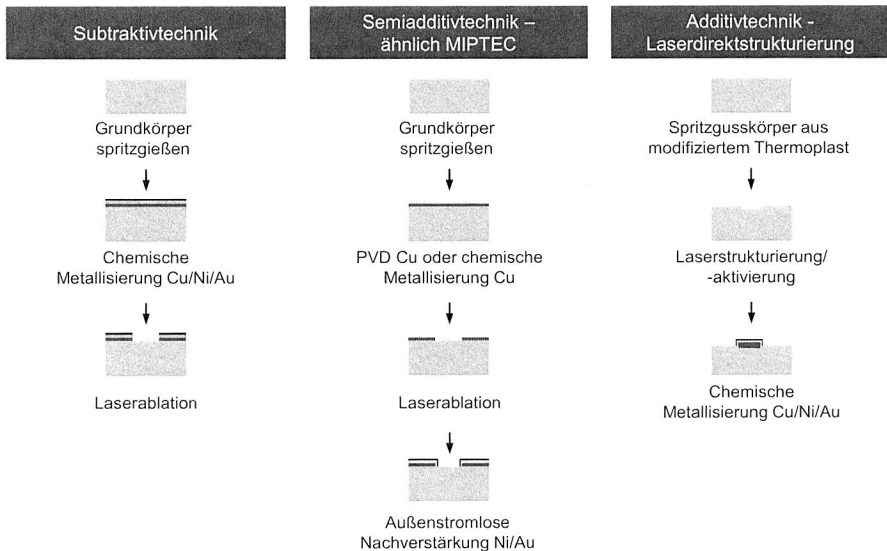 Subtraktivtechnik
Grundkörper
spritzgießen
Chemische
Metallisierung Cu/Ni/Au
Laserablation
Semiadditivtechnik –
ähnlich MIPTEC
Grundkörper
spritzgießen
PVD Cu oder chemische
Metallisierung Cu
Laserablation
Außenstromlose
Nachverstärkung Ni/Au
Additivtechnik -
Laserdirektstrukturierung
Spritzgusskörper aus
modifiziertem Thermoplast
Laserstrukturierung/
-aktivierung
Chemische
Metallisierung Cu/Ni/Au